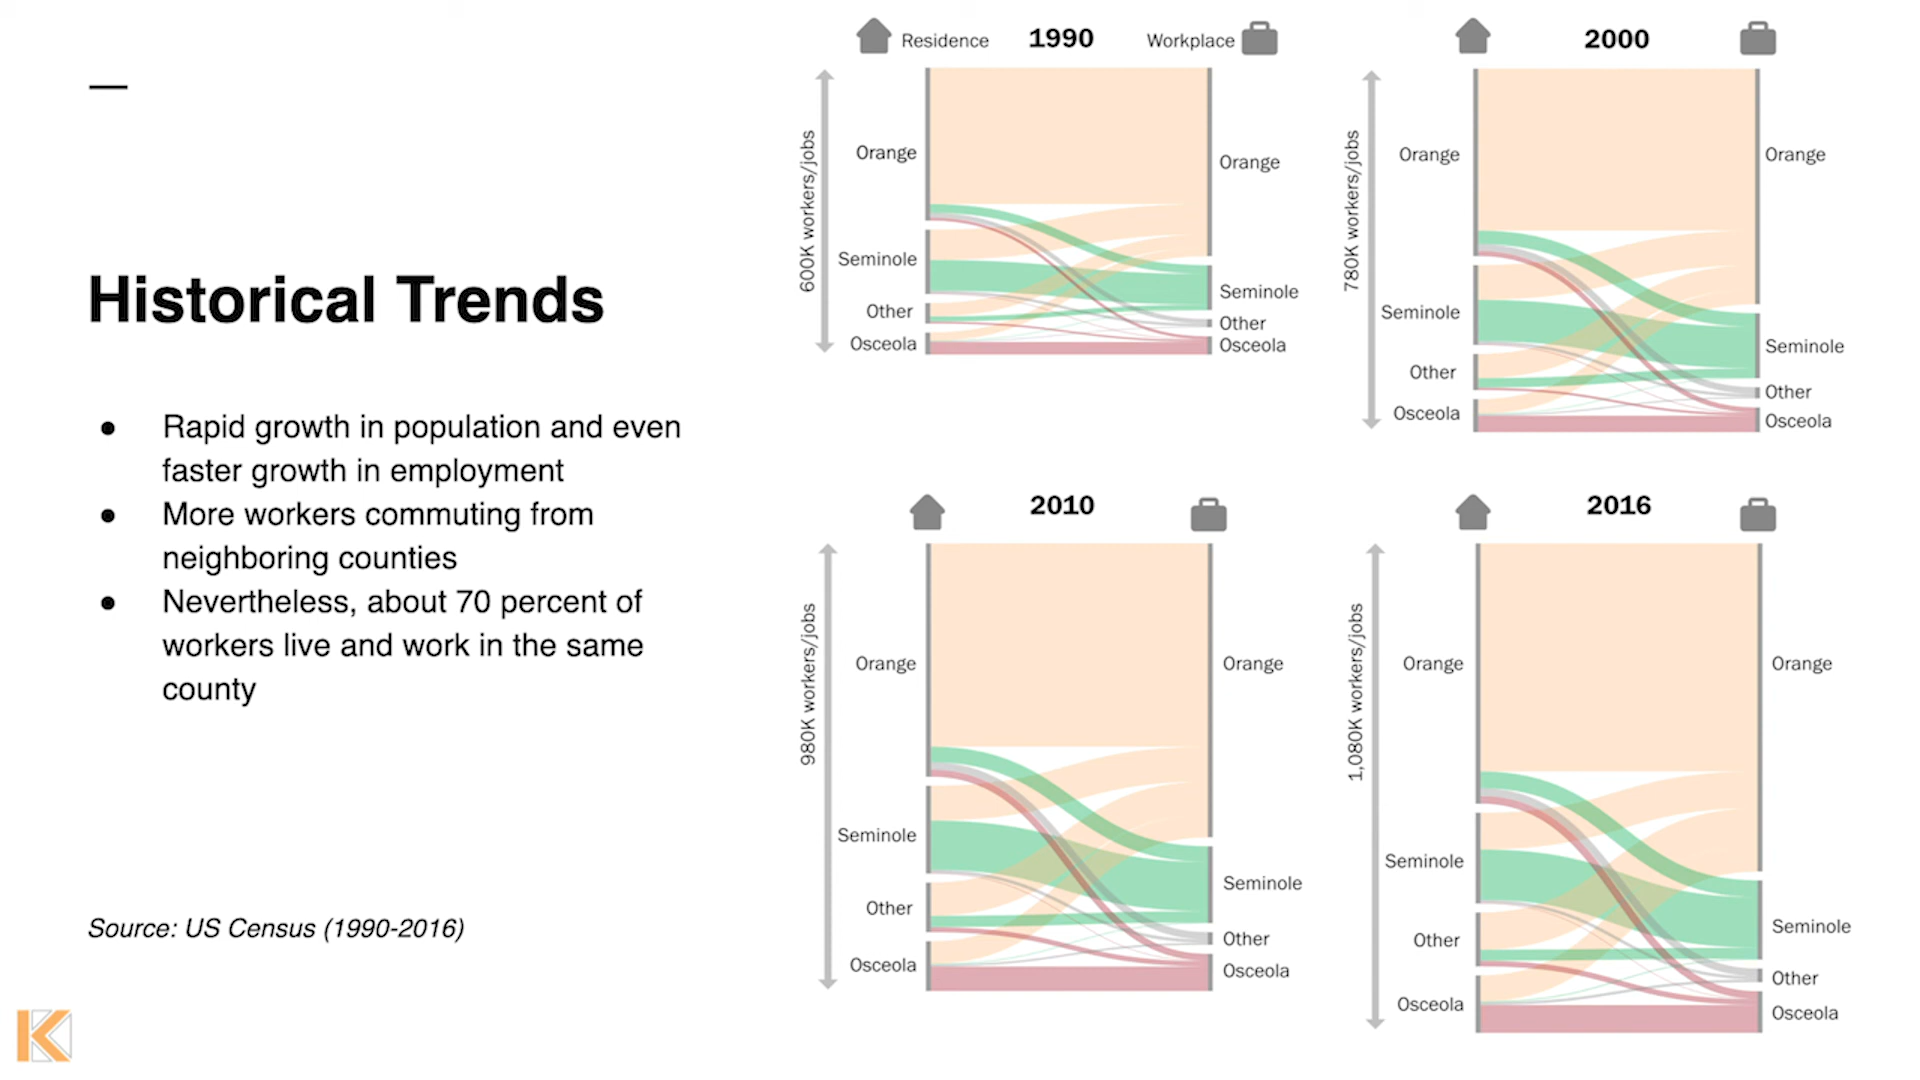 Historical Trends
● Rapid growth in population and even
faster growth in employment
● More workers commuting from
neighboring counties
● Nevertheless, about 70 percent of
workers live and work in the same
county
Source: US Census (1990-2016)
K
Residence 1990 Workplace
600K workers/jobs
Orange
Seminole
Other
Osceola
Orange
Seminole
Other
Osceola
2000
780K workers/jobs
Orange
Seminole
Other
Osceola
Orange
Seminole
Other
Osceola
2010
980K workers/jobs
Orange
Seminole
Other
Osceola
Orange
Seminole
Other
Osceola
2016
1,080K workers/jobs
Orange
Seminole
Other
Osceola
Orange
Seminole
Other
Osceola